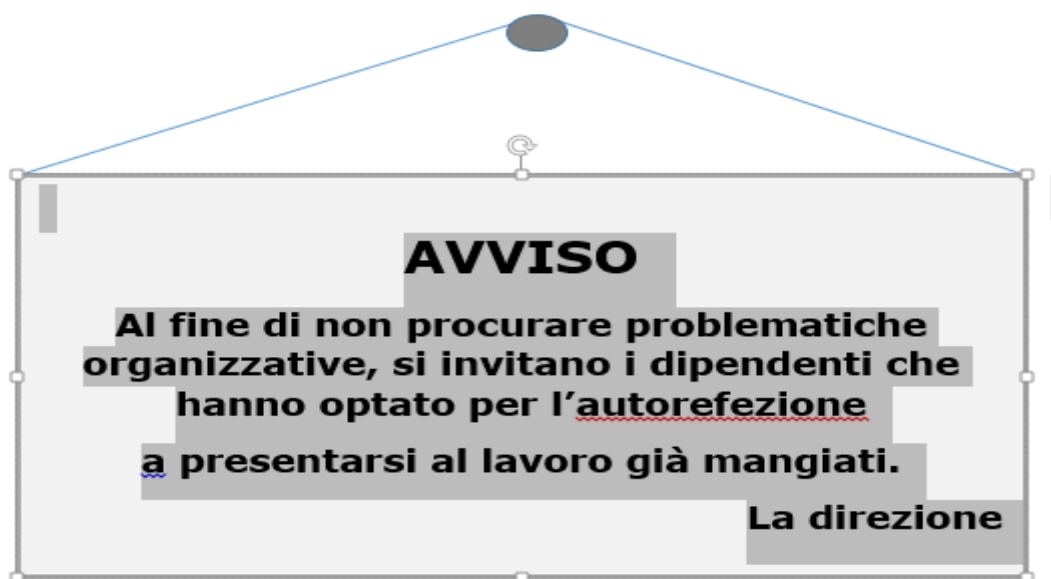 AVVISO
Al fine di non procurare problematiche
organizzative, si invitano i dipendenti che
hanno optato per l’autorefezione
a presentarsi al lavoro già mangiati.
La direzione